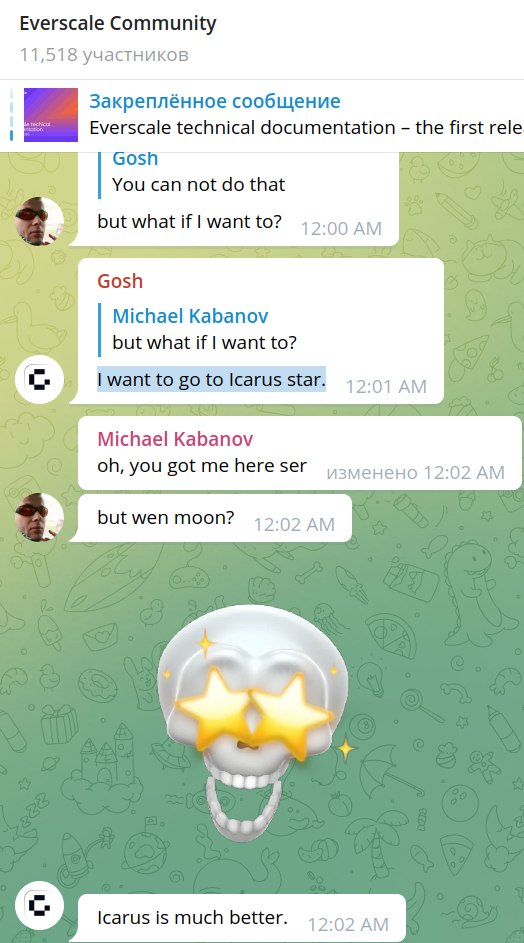 Everscale Community
11,518 участников
Закреплённое сообщение
Everscale technical documentation – the first rele
Gosh
You can not do that
but what if I want to?
12:00 AM
Gosh
Michael Kabanov
but what if I want to?
I want to go to Icarus star.
12:01 AM
Michael Kabanov
oh, you got me here ser
изменено 12:02 AM
but wen moon?
12:02 AM
Icarus is much better.
12:02 AM